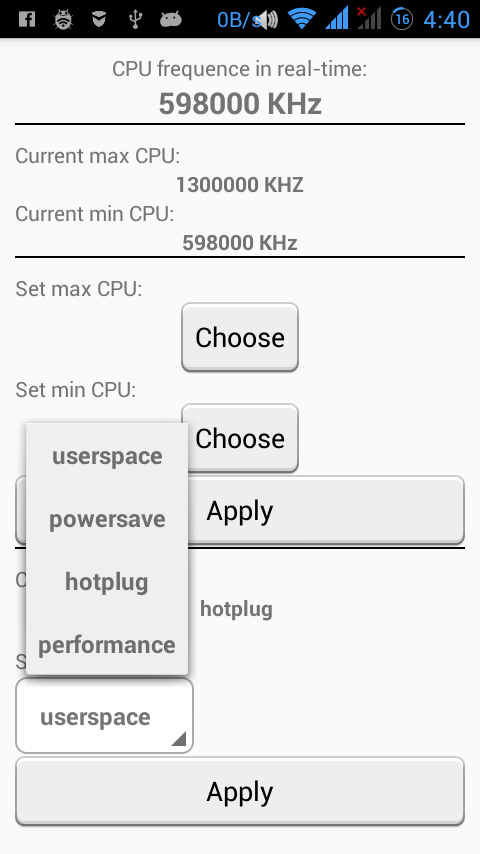 0B/s 16 4:40
CPU frequence in real-time:
598000 KHz
Current max CPU:
1300000 KHZ
Current min CPU:
598000 KHz
Set max CPU:
Choose
Set min CPU:
Choose
userspace
powersave
hotplug
performance
Apply
C
hotplug
S
userspace
Apply